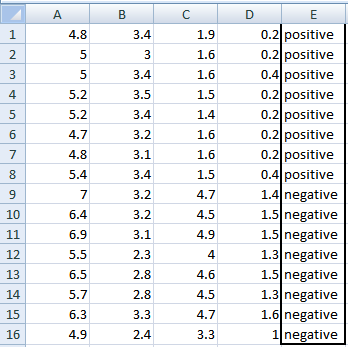 A B C D E
1 4.8 3.4 1.9 0.2 positive
2 5 3 1.6 0.2 positive
3 5 3.4 1.6 0.4 positive
4 5.2 3.5 1.5 0.2 positive
5 5.2 3.4 1.4 0.2 positive
6 4.7 3.2 1.6 0.2 positive
7 4.8 3.1 1.6 0.2 positive
8 5.4 3.4 1.5 0.4 positive
9 7 3.2 4.7 1.4 negative
10 6.4 3.2 4.5 1.5 negative
11 6.9 3.1 4.9 1.5 negative
12 5.5 2.3 4 1.3 negative
13 6.5 2.8 4.6 1.5 negative
14 5.7 2.8 4.5 1.3 negative
15 6.3 3.3 4.7 1.6 negative
16 4.9 2.4 3.3 1 negative